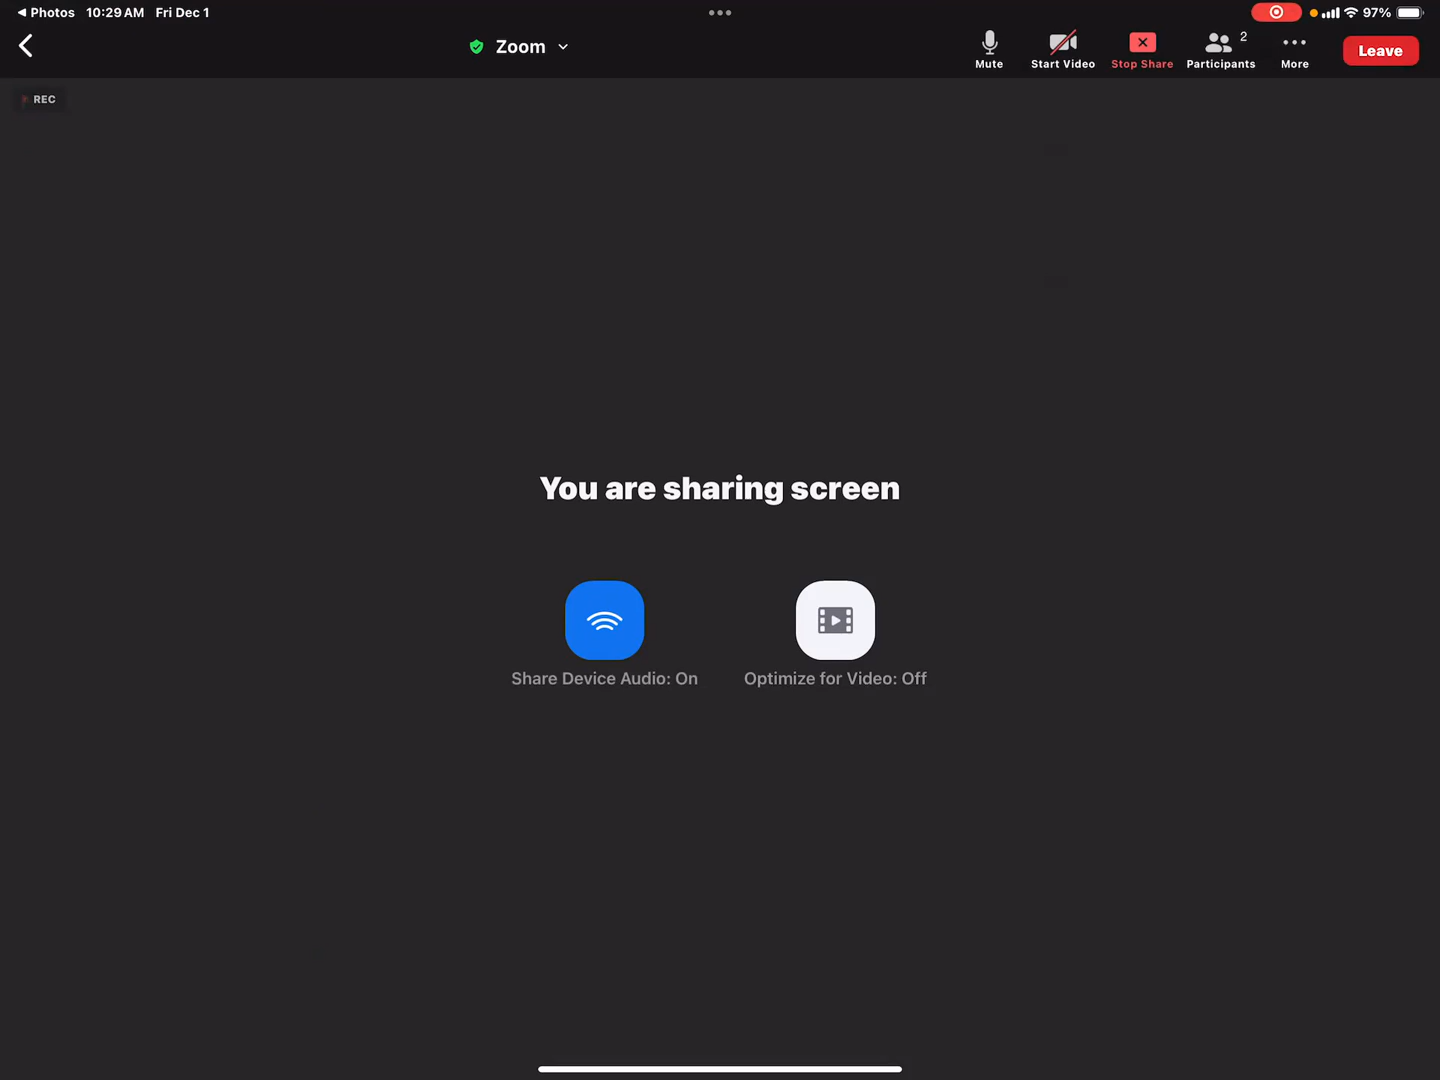 Photos 10:29 AM Fri Dec 1
97%
Zoom
Mute
Start Video
Stop Share
Participants 2
More
Leave
REC
You are sharing screen
Share Device Audio: On
Optimize for Video: Off